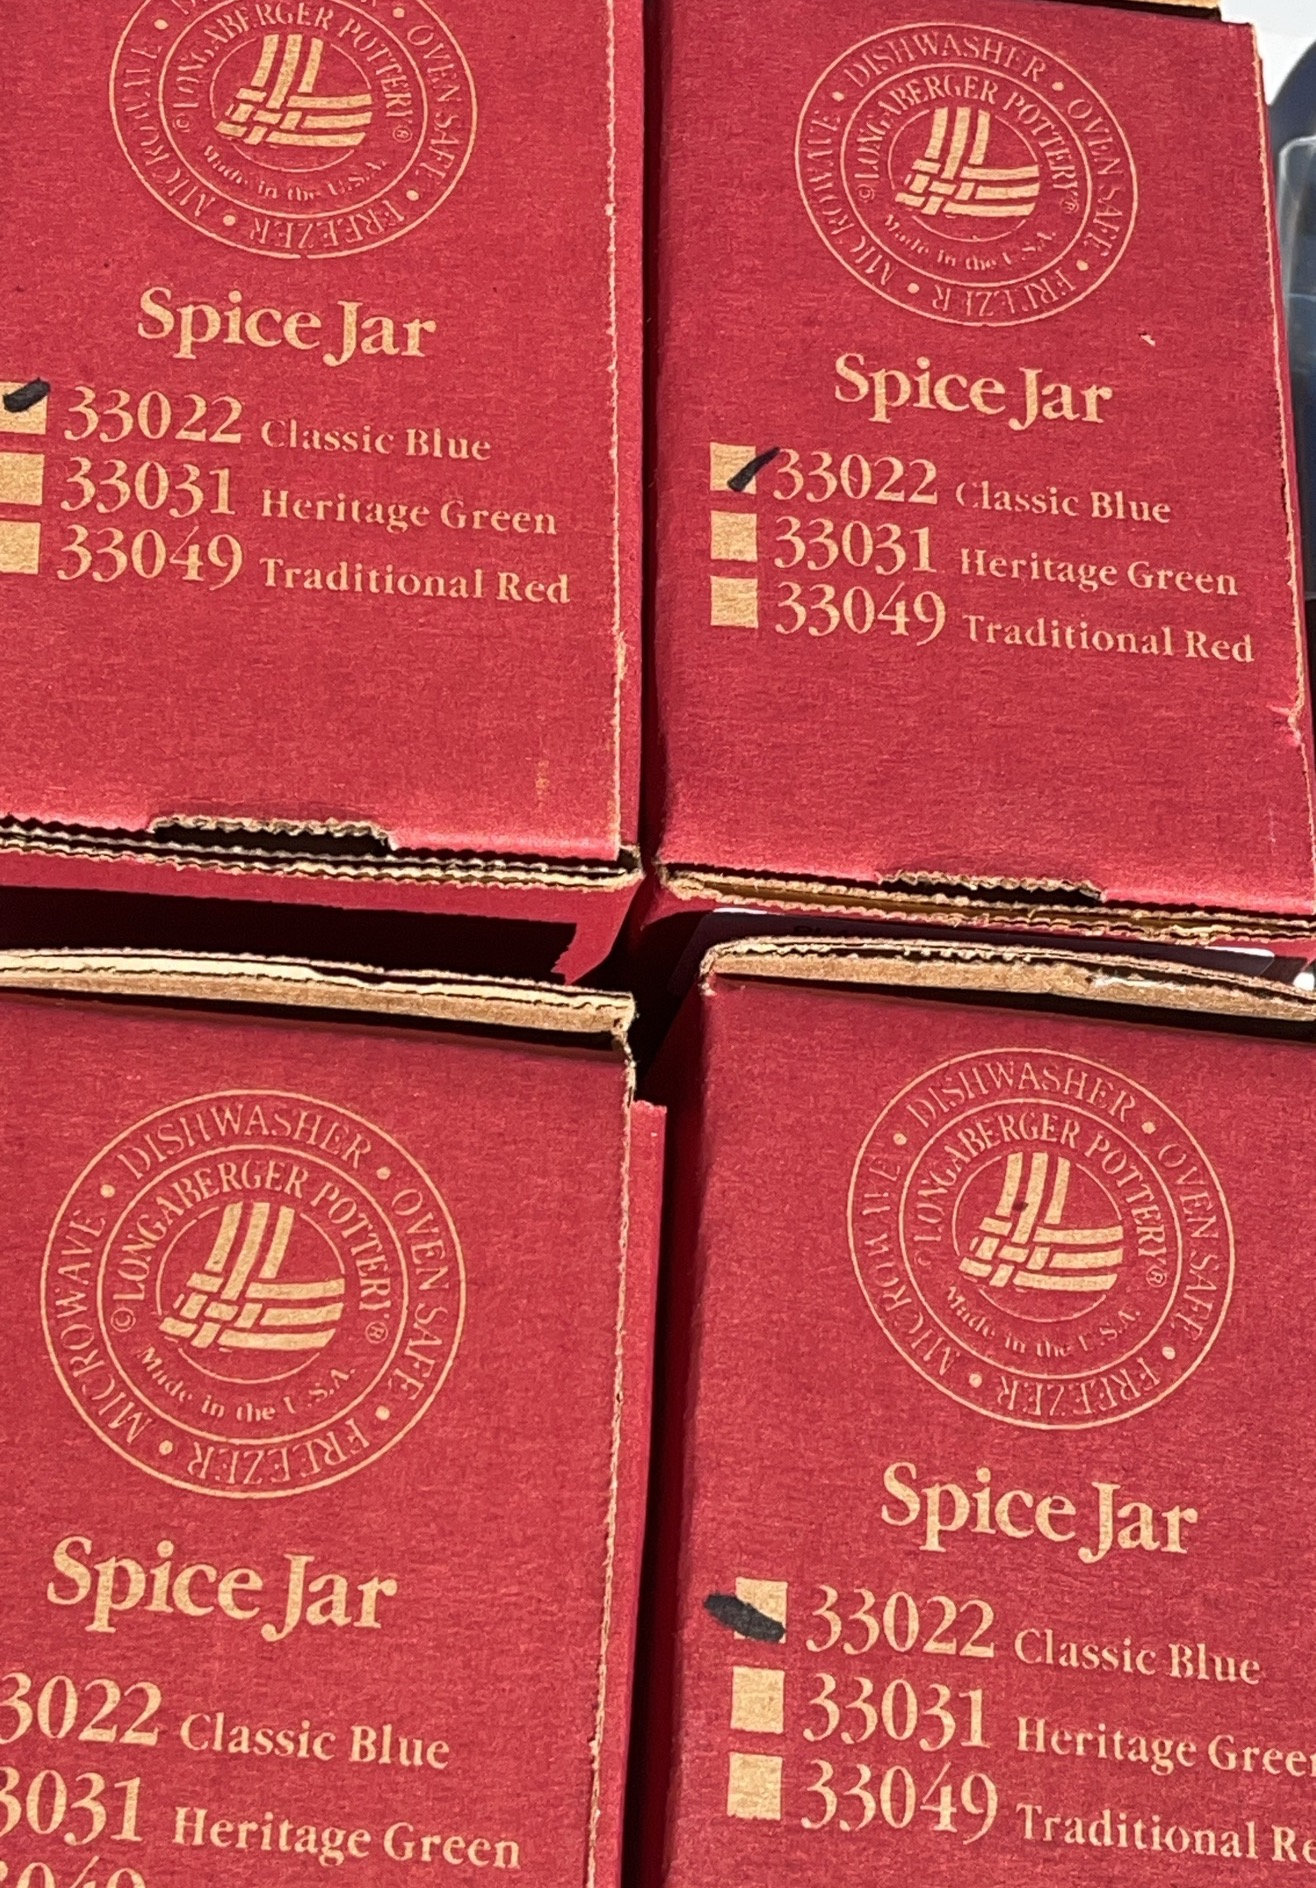 MICROWAVE • DISHWASHER • OVEN SAFE • FREEZER •
© LONGABERGER POTTERY®
Made in the U.S.A.
Spice Jar
33022 Classic Blue
33031 Heritage Green
33049 Traditional Red
MICROWAVE • DISHWASHER • OVEN SAFE • FREEZER •
© LONGABERGER POTTERY®
Made in the U.S.A.
Spice Jar
33022 Classic Blue
33031 Heritage Green
33049 Traditional Red
MICROWAVE • DISHWASHER • OVEN SAFE • FREEZER •
© LONGABERGER POTTERY®
Made in the U.S.A.
Spice Jar
3022 Classic Blue
3031 Heritage Green
MICROWAVE • DISHWASHER • OVEN SAFE • FREEZER •
© LONGABERGER POTTERY®
Made in the U.S.A.
Spice Jar
33022 Classic Blue
33031 Heritage Green
33049 Traditional Re